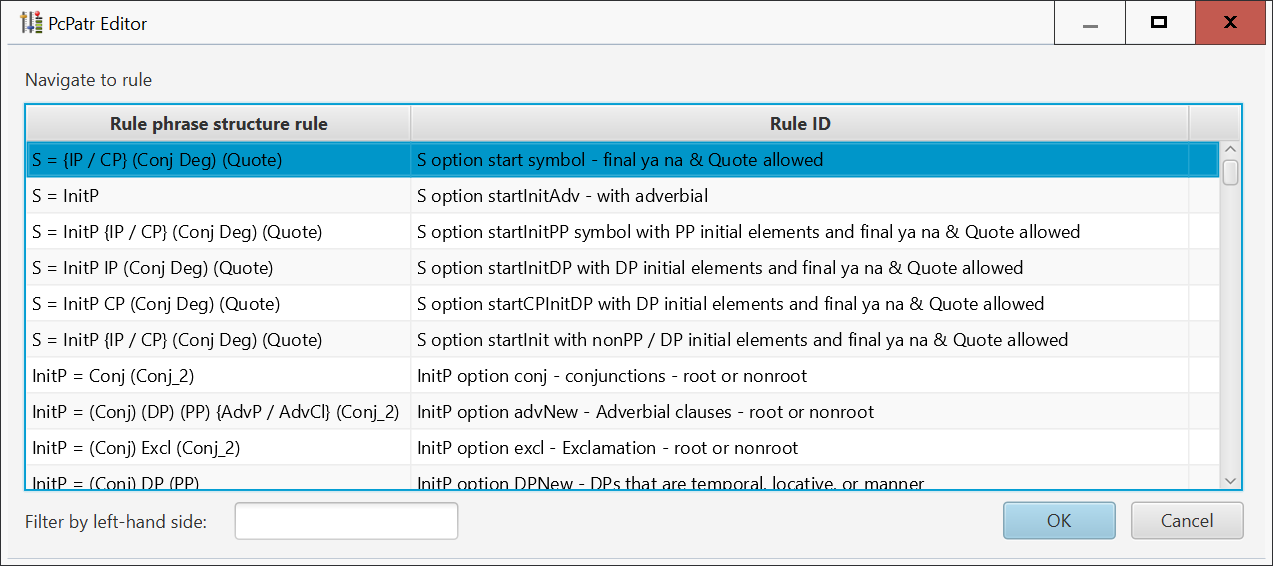 PcPatr Editor
Navigate to rule
Rule phrase structure rule Rule ID
S = {IP / CP} (Conj Deg) (Quote) S option start symbol - final ya na & Quote allowed
S = InitP S option startInitAdv - with adverbial
S = InitP {IP / CP} (Conj Deg) (Quote) S option startInitPP symbol with PP initial elements and final ya na & Quote allowed
S = InitP IP (Conj Deg) (Quote) S option startInitDP with DP initial elements and final ya na & Quote allowed
S = InitP CP (Conj Deg) (Quote) S option startCPInitDP with DP initial elements and final ya na & Quote allowed
S = InitP {IP / CP} (Conj Deg) (Quote) S option startInit with nonPP / DP initial elements and final ya na & Quote allowed
InitP = Conj (Conj_2) InitP option conj - conjunctions - root or nonroot
InitP = (Conj) (DP) (PP) {AdvP / AdvCl} (Conj_2) InitP option advNew - Adverbial clauses - root or nonroot
InitP = (Conj) Excl (Conj_2) InitP option excl - Exclamation - root or nonroot
InitP = (Conj) DP (PP) InitP option DPNew - DPs that are temporal, locative, or manner
Filter by left-hand side: OK Cancel